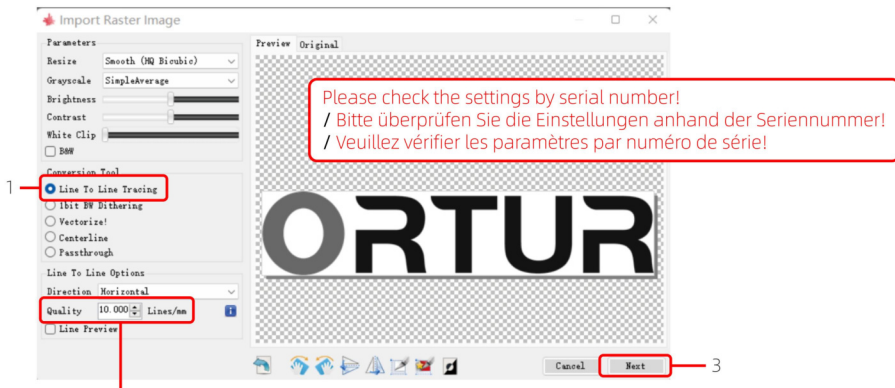 Import Raster Image
Parameters
Resize Smooth (HQ Bicubic)
Grayscale SimpleAverage
Brightness
Contrast
White Clip
B&W
Conversion Tool
1
Line To Line Tracing
1bit BW Dithering
Vectorize!
Centerline
Passthrough
Line To Line Options
Direction Horizontal
Quality 10.000 Lines/mm
Line Preview
Preview Original
Please check the settings by serial number!
/ Bitte überprüfen Sie die Einstellungen anhand der Seriennummer!
/ Veuillez vérifier les paramètres par numéro de série!
ORTUR
Cancel Next
3